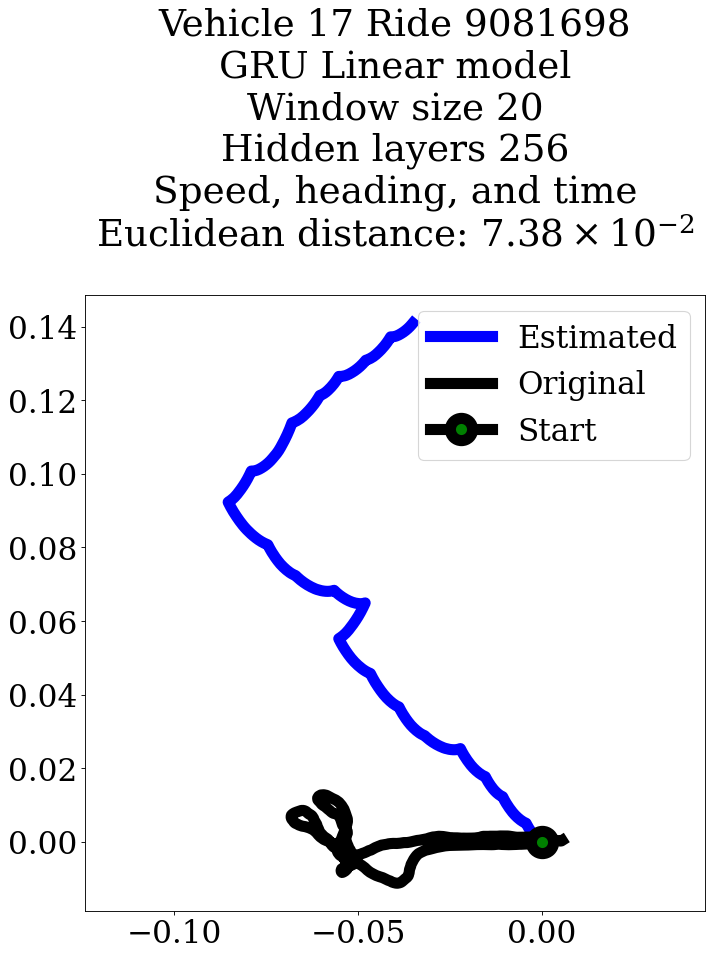 Vehicle 17 Ride 9081698
GRU Linear model
Window size 20
Hidden layers 256
Speed, heading, and time
Euclidean distance: 7.38 × 10⁻²
Estimated
Original
Start
0.14
0.12
0.10
0.08
0.06
0.04
0.02
0.00
−0.10 −0.05 0.00